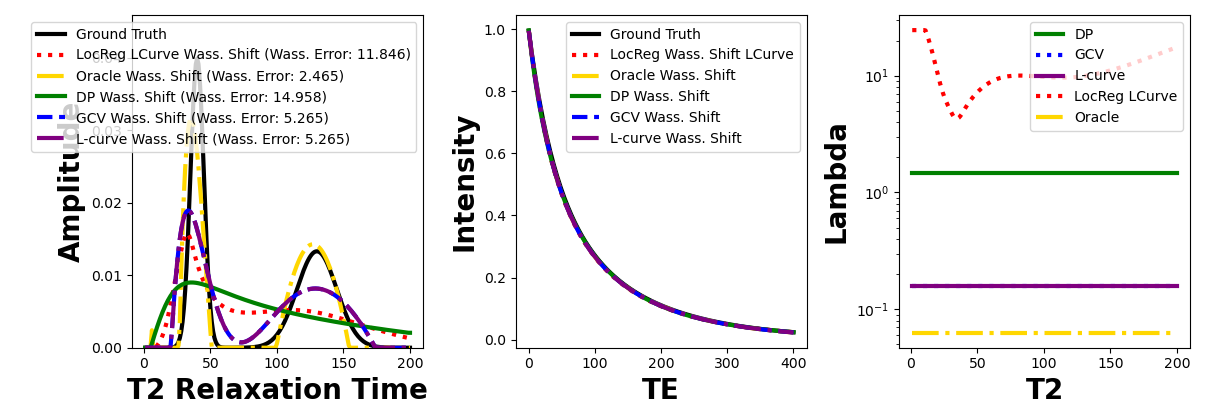 Ground Truth
LocReg LCurve Wass. Shift (Wass. Error: 11.846)
Oracle Wass. Shift (Wass. Error: 2.465)
DP Wass. Shift (Wass. Error: 14.958)
GCV Wass. Shift (Wass. Error: 5.265)
L-curve Wass. Shift (Wass. Error: 5.265)
Amplitude
0.04
0.03
0.02
0.01
0.00
0
50
100
150
200
T2 Relaxation Time
Ground Truth
LocReg Wass. Shift LCurve
Oracle Wass. Shift
DP Wass. Shift
GCV Wass. Shift
L-curve Wass. Shift
Intensity
1.0
0.8
0.6
0.4
0.2
0.0
0
100
200
300
400
TE
DP
GCV
L-curve
LocReg LCurve
Oracle
Lambda
10¹
10⁰
10⁻¹
0
50
100
150
200
T2